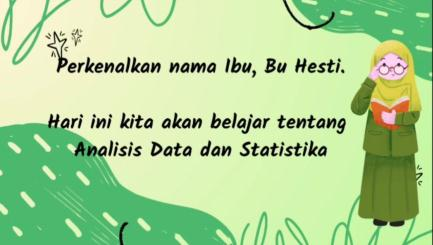 Perkenalkan nama Ibu, Bu Hesti.
Hari ini kita akan belajar tentang
Analisis Data dan Statistika